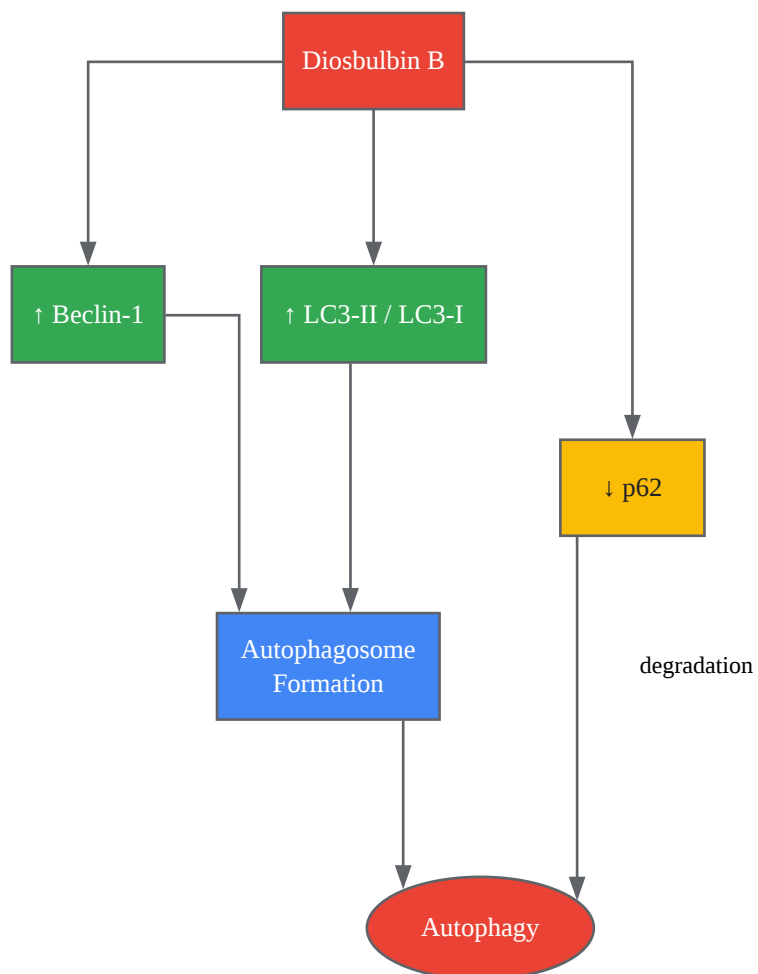 Diosbulbin B
↑ Beclin-1
↑ LC3-II / LC3-I
↓ p62
Autophagosome
Formation
degradation
Autophagy